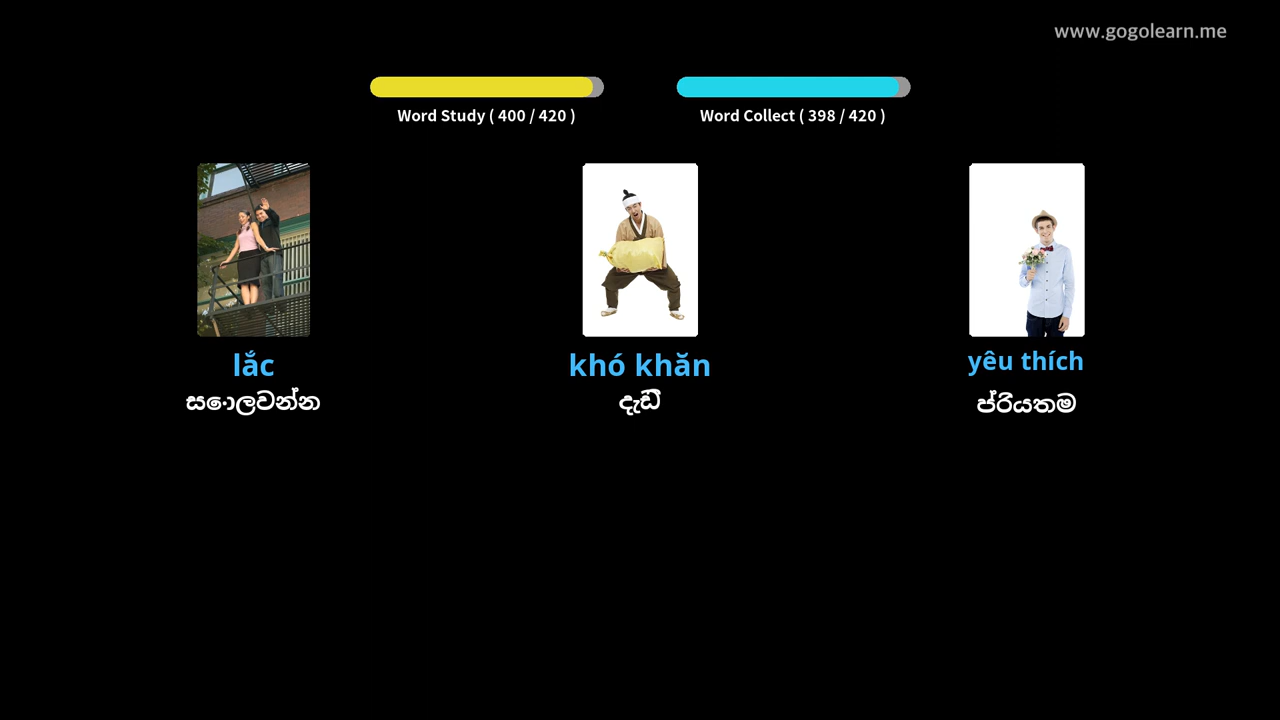 www.gogolearn.me
Word Study ( 400 / 420 )
Word Collect ( 398 / 420 )
lắc
khó khăn
yêu thích
සොලවන්න
දැඩි
ප්රියතම